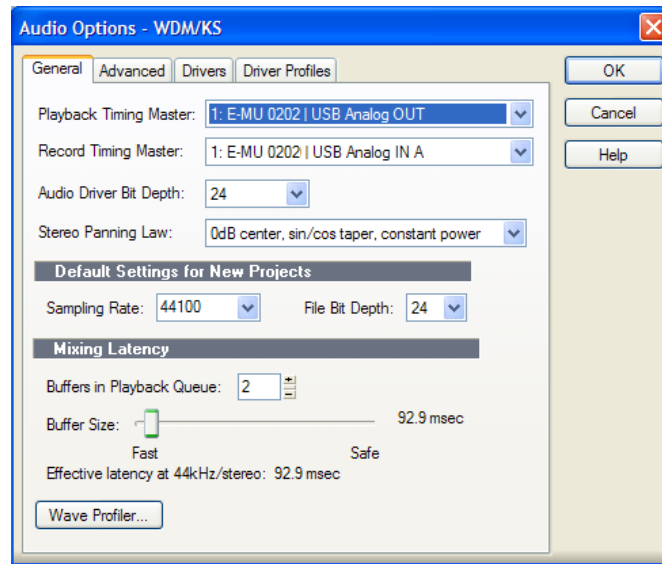 Audio Options - WDM/KS
General Advanced Drivers Driver Profiles
OK
Cancel
Help
Playback Timing Master: 1: E-MU 0202 | USB Analog OUT
Record Timing Master: 1: E-MU 0202 | USB Analog IN A
Audio Driver Bit Depth: 24
Stereo Panning Law: 0dB center, sin/cos taper, constant power
Default Settings for New Projects
Sampling Rate: 44100 File Bit Depth: 24
Mixing Latency
Buffers in Playback Queue: 2
Buffer Size: 92.9 msec
Fast Safe
Effective latency at 44kHz/stereo: 92.9 msec
Wave Profiler...